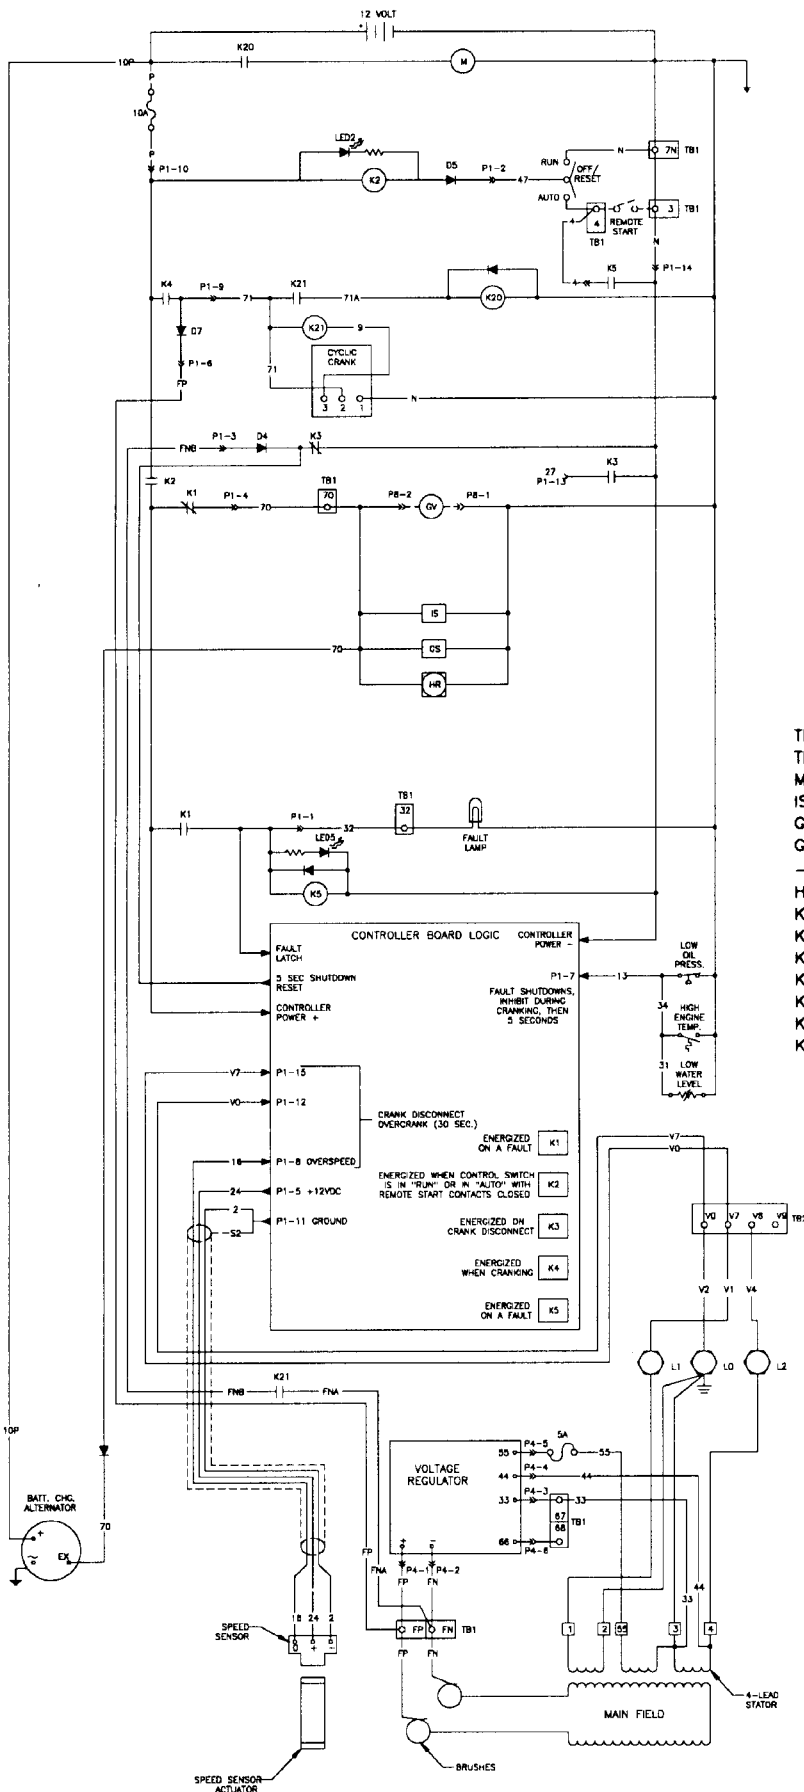 12 VOLT
K20
M
10P
P
10A
P
P1-10
LED2
K2
D5
P1-2
47
RUN
OFF/
RESET
AUTO
N
7N
TB1
4
4
TB1
REMOTE
START
3
TB1
N
K5
4
P1-14
K4
P1-9
71
K21
71A
K20
D7
K21
9
P1-6
FP
71
CYCLIC
CRANK
3 2 1
N
P1-3
D4
K3
FNB
K2
27
P1-13
K3
K1
P1-4
70
TB1
70
P8-2
GV
P8-1
IS
GS
HR
70
K1
P1-1
32
TB1
32
FAULT
LAMP
LED5
K5
CONTROLLER BOARD LOGIC
CONTROLLER
POWER -
FAULT
LATCH
5 SEC SHUTDOWN
RESET
CONTROLLER
POWER +
P1-7
13
FAULT SHUTDOWNS,
INHIBIT DURING
CRANKING, THEN
5 SECONDS
LOW
OIL
PRESS.
34
HIGH
ENGINE
TEMP.
31
LOW
WATER
LEVEL
V7
P1-15
V0
P1-12
CRANK DISCONNECT
OVERCRANK (30 SEC.)
18
P1-8 OVERSPEED
24
P1-5 +12VDC
2
S2
P1-11 GROUND
ENERGIZED
ON A FAULT
K1
ENERGIZED WHEN CONTROL SWITCH
IS IN "RUN" OR IN "AUTO" WITH
REMOTE START CONTACTS CLOSED
K2
ENERGIZED ON
CRANK DISCONNECT
K3
ENERGIZED
WHEN CRANKING
K4
ENERGIZED
ON A FAULT
K5
V7
V0
V0 V7 V8 V9
V2 V1 V4
L1 L0 L2
FNB
K21
FNA
10P
70
BATT. CHG.
ALTERNATOR
+
~
EX
VOLTAGE
REGULATOR
55
P4-5
5A
55
44
P4-4
44
33
P4-3
33
67
68
TB1
66
P4-6
+ -
P4-1
P4-2
FP
FNA
FP
FN
33
44
18 24 2
SPEED
SENSOR
0 + -
FP FN
TB1
FP FN
1 2 55 3 4
4-LEAD
STATOR
MAIN FIELD
BRUSHES
SPEED SENSOR
ACTUATOR